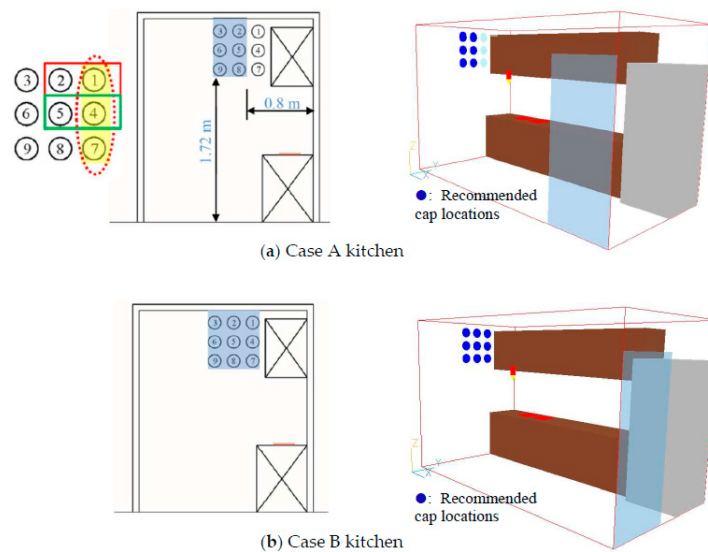 3 2 1
6 5 4
9 8 7
3 2 1
6 5 4
9 8 7
0.8 m
1.72 m
Z
Y
X
●: Recommended
cap locations
(a) Case A kitchen
3 2 1
6 5 4
9 8 7
Z
Y
X
●: Recommended
cap locations
(b) Case B kitchen